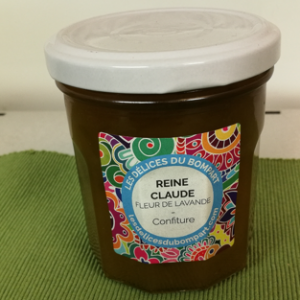 LES DÉLICES DU BOMPART
REINE
CLAUDE
FLEUR DE LAVANDE
-
Confiture
lesdelicesdubompart.com